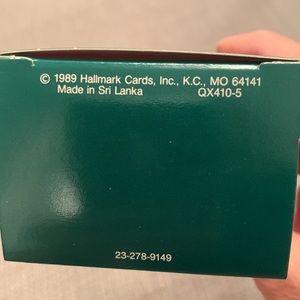 © 1989 Hallmark Cards, Inc., K.C., MO 64141
Made in Sri Lanka QX410-5
23-278-9149